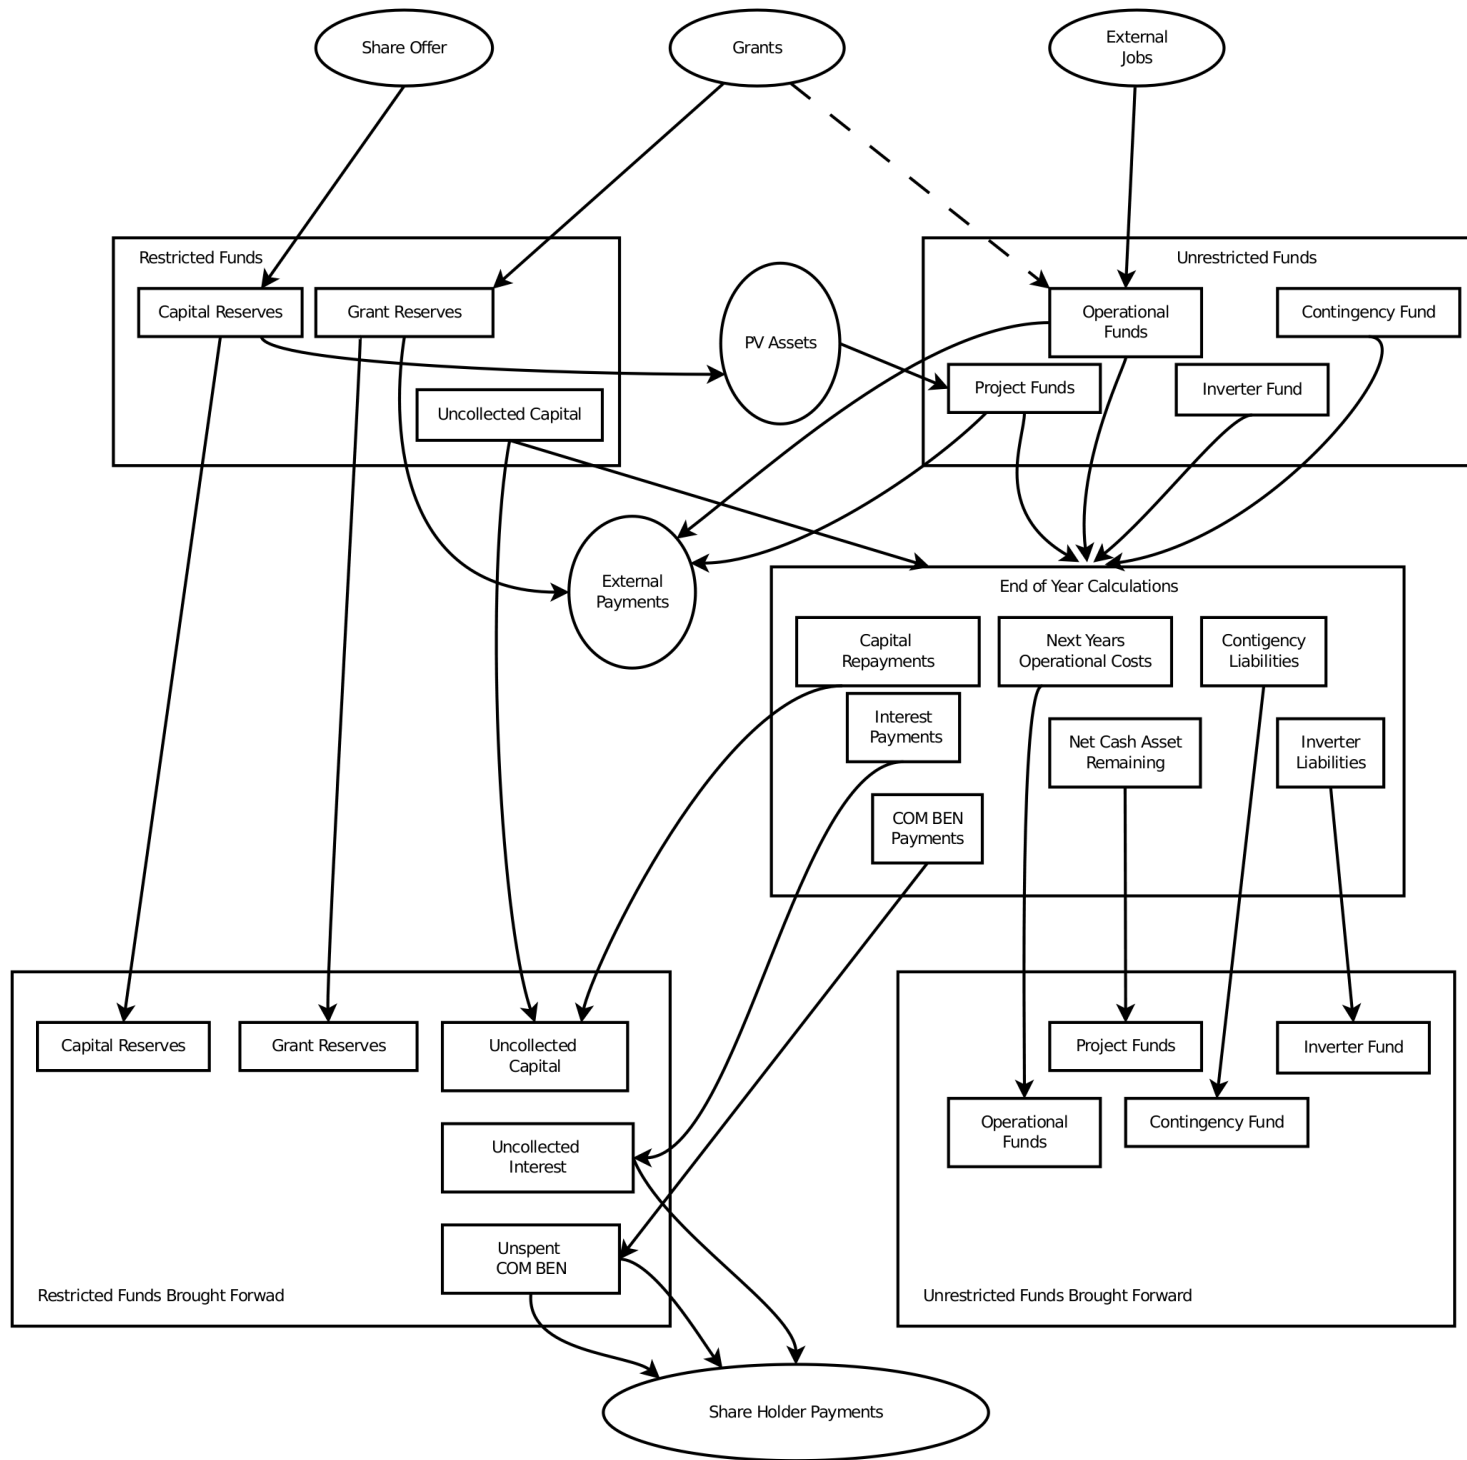 Share Offer
Grants
External
Jobs
Restricted Funds
Unrestricted Funds
Capital Reserves
Grant Reserves
PV Assets
Operational
Funds
Contingency Fund
Uncollected Capital
Project Funds
Inverter Fund
External
Payments
End of Year Calculations
Capital
Repayments
Next Years
Operational Costs
Contigency
Liabilities
Interest
Payments
Net Cash Asset
Remaining
Inverter
Liabilities
COM BEN
Payments
Capital Reserves
Grant Reserves
Uncollected
Capital
Project Funds
Inverter Fund
Uncollected
Interest
Operational
Funds
Contingency Fund
Unspent
COM BEN
Restricted Funds Brought Forwad
Unrestricted Funds Brought Forward
Share Holder Payments